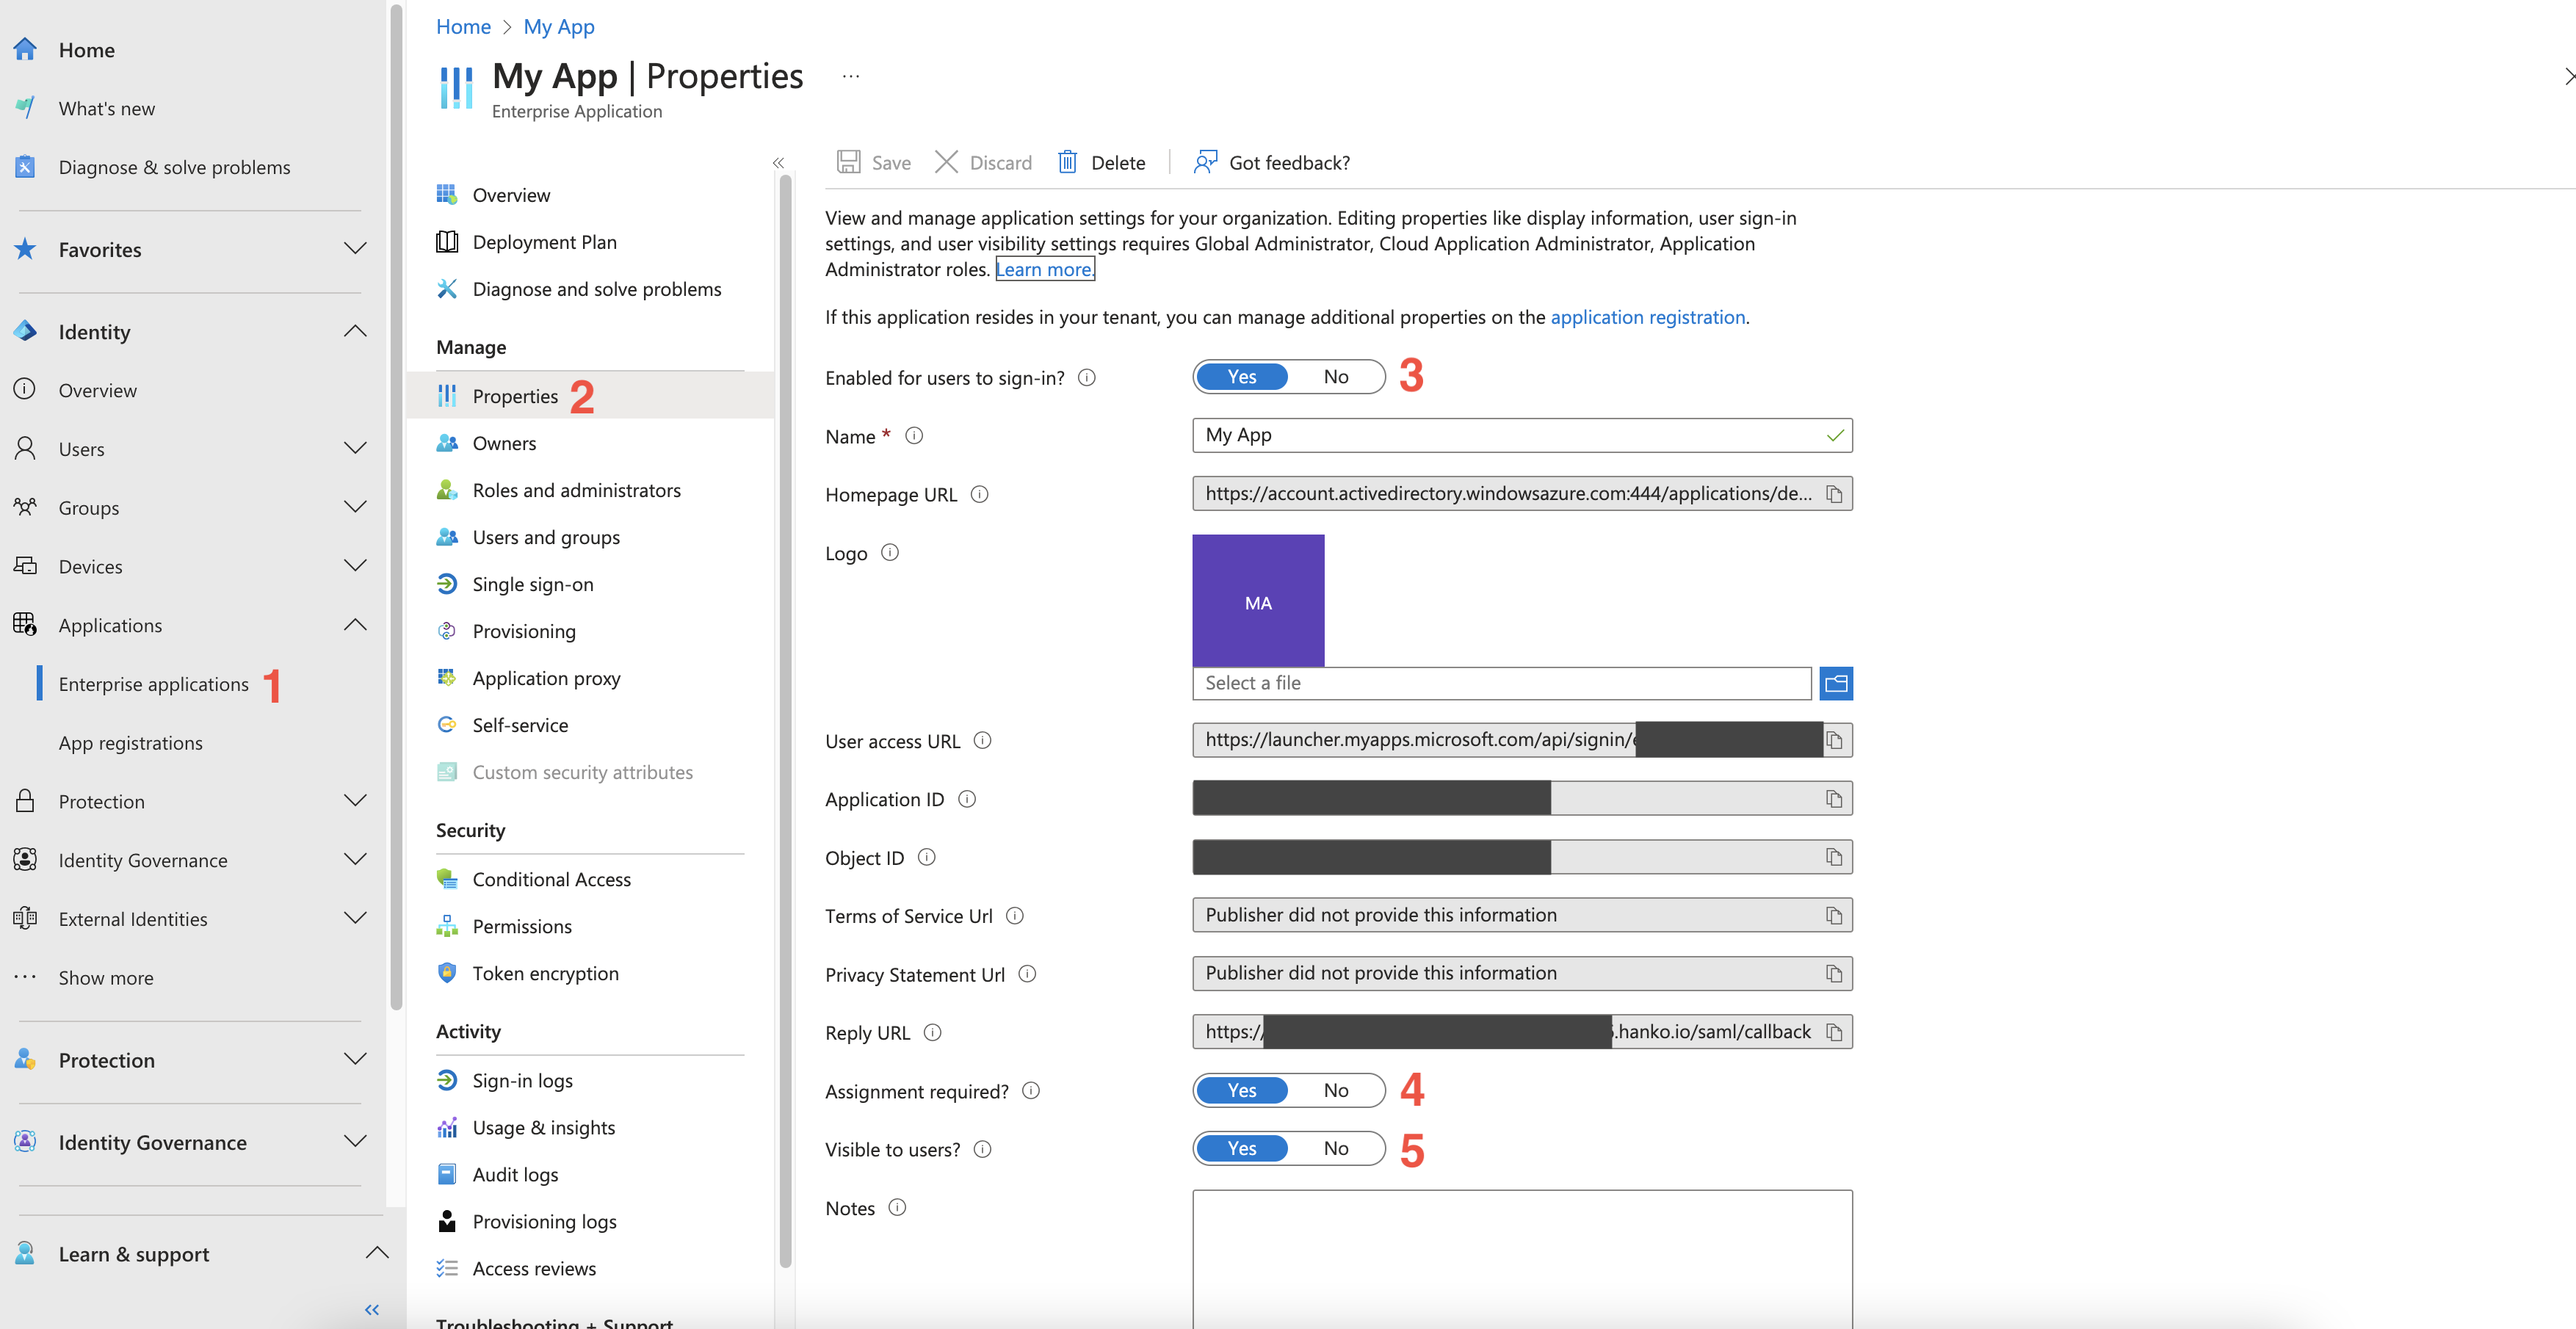 Home
What's new
Diagnose & solve problems
Favorites
Identity
Overview
Users
Groups
Devices
Applications
Enterprise applications 1
App registrations
Protection
Identity Governance
External Identities
Show more
Protection
Identity Governance
Learn & support
Home > My App
My App | Properties ...
Enterprise Application
Overview
Deployment Plan
Diagnose and solve problems
Manage
Properties 2
Owners
Roles and administrators
Users and groups
Single sign-on
Provisioning
Application proxy
Self-service
Custom security attributes
Security
Conditional Access
Permissions
Token encryption
Activity
Sign-in logs
Usage & insights
Audit logs
Provisioning logs
Access reviews
Troubleshooting + Support
Save Discard Delete Got feedback?
View and manage application settings for your organization. Editing properties like display information, user sign-in
settings, and user visibility settings requires Global Administrator, Cloud Application Administrator, Application
Administrator roles. Learn more.
If this application resides in your tenant, you can manage additional properties on the application registration.
Enabled for users to sign-in? Yes No 3
Name * My App
Homepage URL https://account.activedirectory.windowsazure.com:444/applications/de...
Logo
MA
Select a file
User access URL https://launcher.myapps.microsoft.com/api/signin/
Application ID
Object ID
Terms of Service Url Publisher did not provide this information
Privacy Statement Url Publisher did not provide this information
Reply URL https:/ .hanko.io/saml/callback
Assignment required? Yes No 4
Visible to users? Yes No 5
Notes